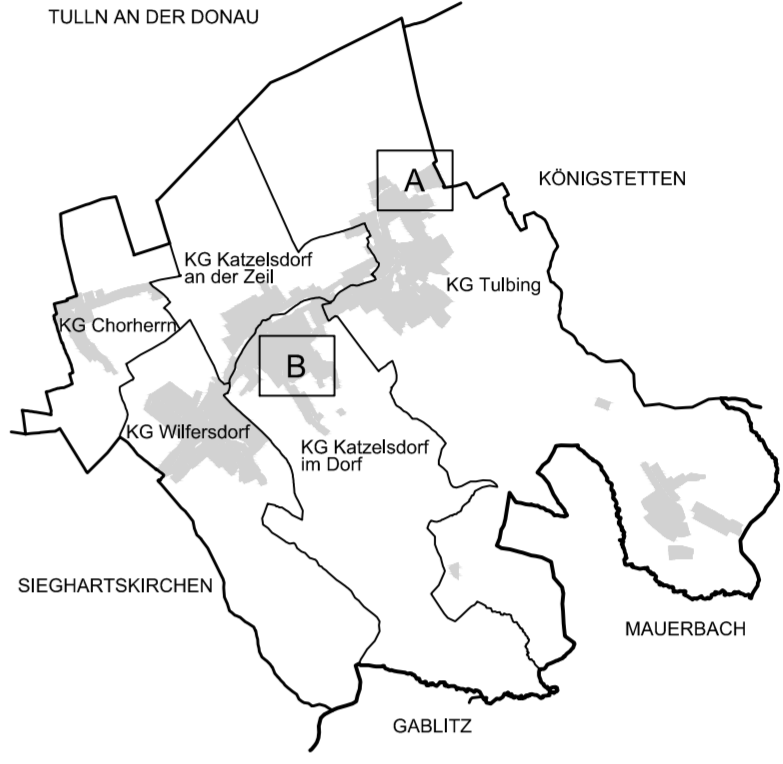 TULLN AN DER DONAU
A
KÖNIGSTETTEN
KG Katzelsdorf
an der Zeil
KG Tulbing
KG Chorherrn
B
KG Wilfersdorf
KG Katzelsdorf
im Dorf
SIEGHARTSKIRCHEN
MAUERBACH
GABLITZ